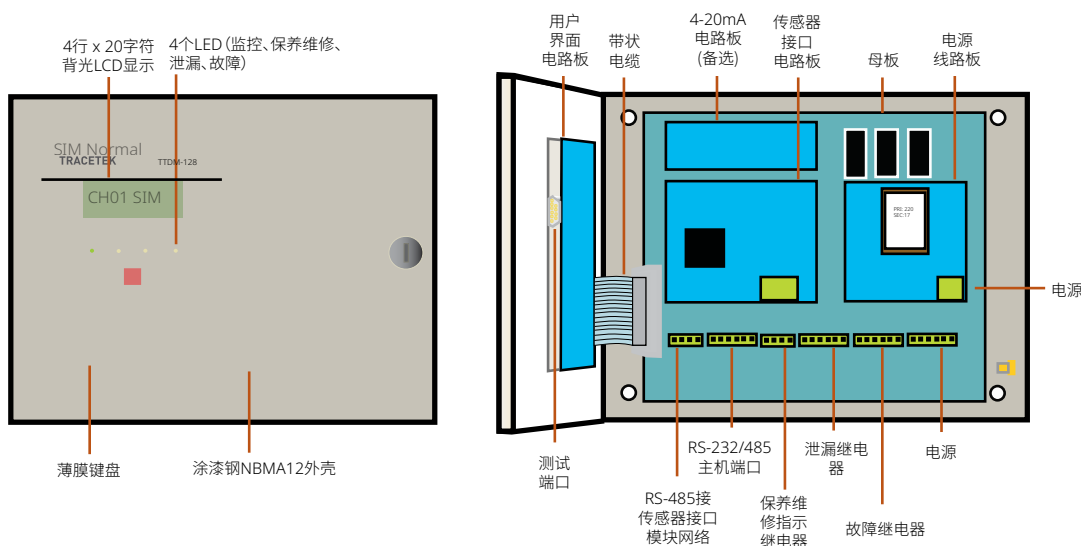 4行 x 20字符
背光LCD显示
4个LED（监控、保养维修、
泄漏、故障）
SIM Normal
TRACETEK
TTDM-128
CH01 SIM
薄膜键盘
涂漆钢NBMA12外壳
用户
界面
电路板
带状
电缆
4-20mA
电路板
(备选)
传感器
接口
电路板
母板
电源
线路板
PRI: 220
SEC:17
电源
测试
端口
RS-485接
传感器接口
模块网络
RS-232/485
主机端口
保养维
修指示
继电器
泄漏继电
器
故障继电器
电源